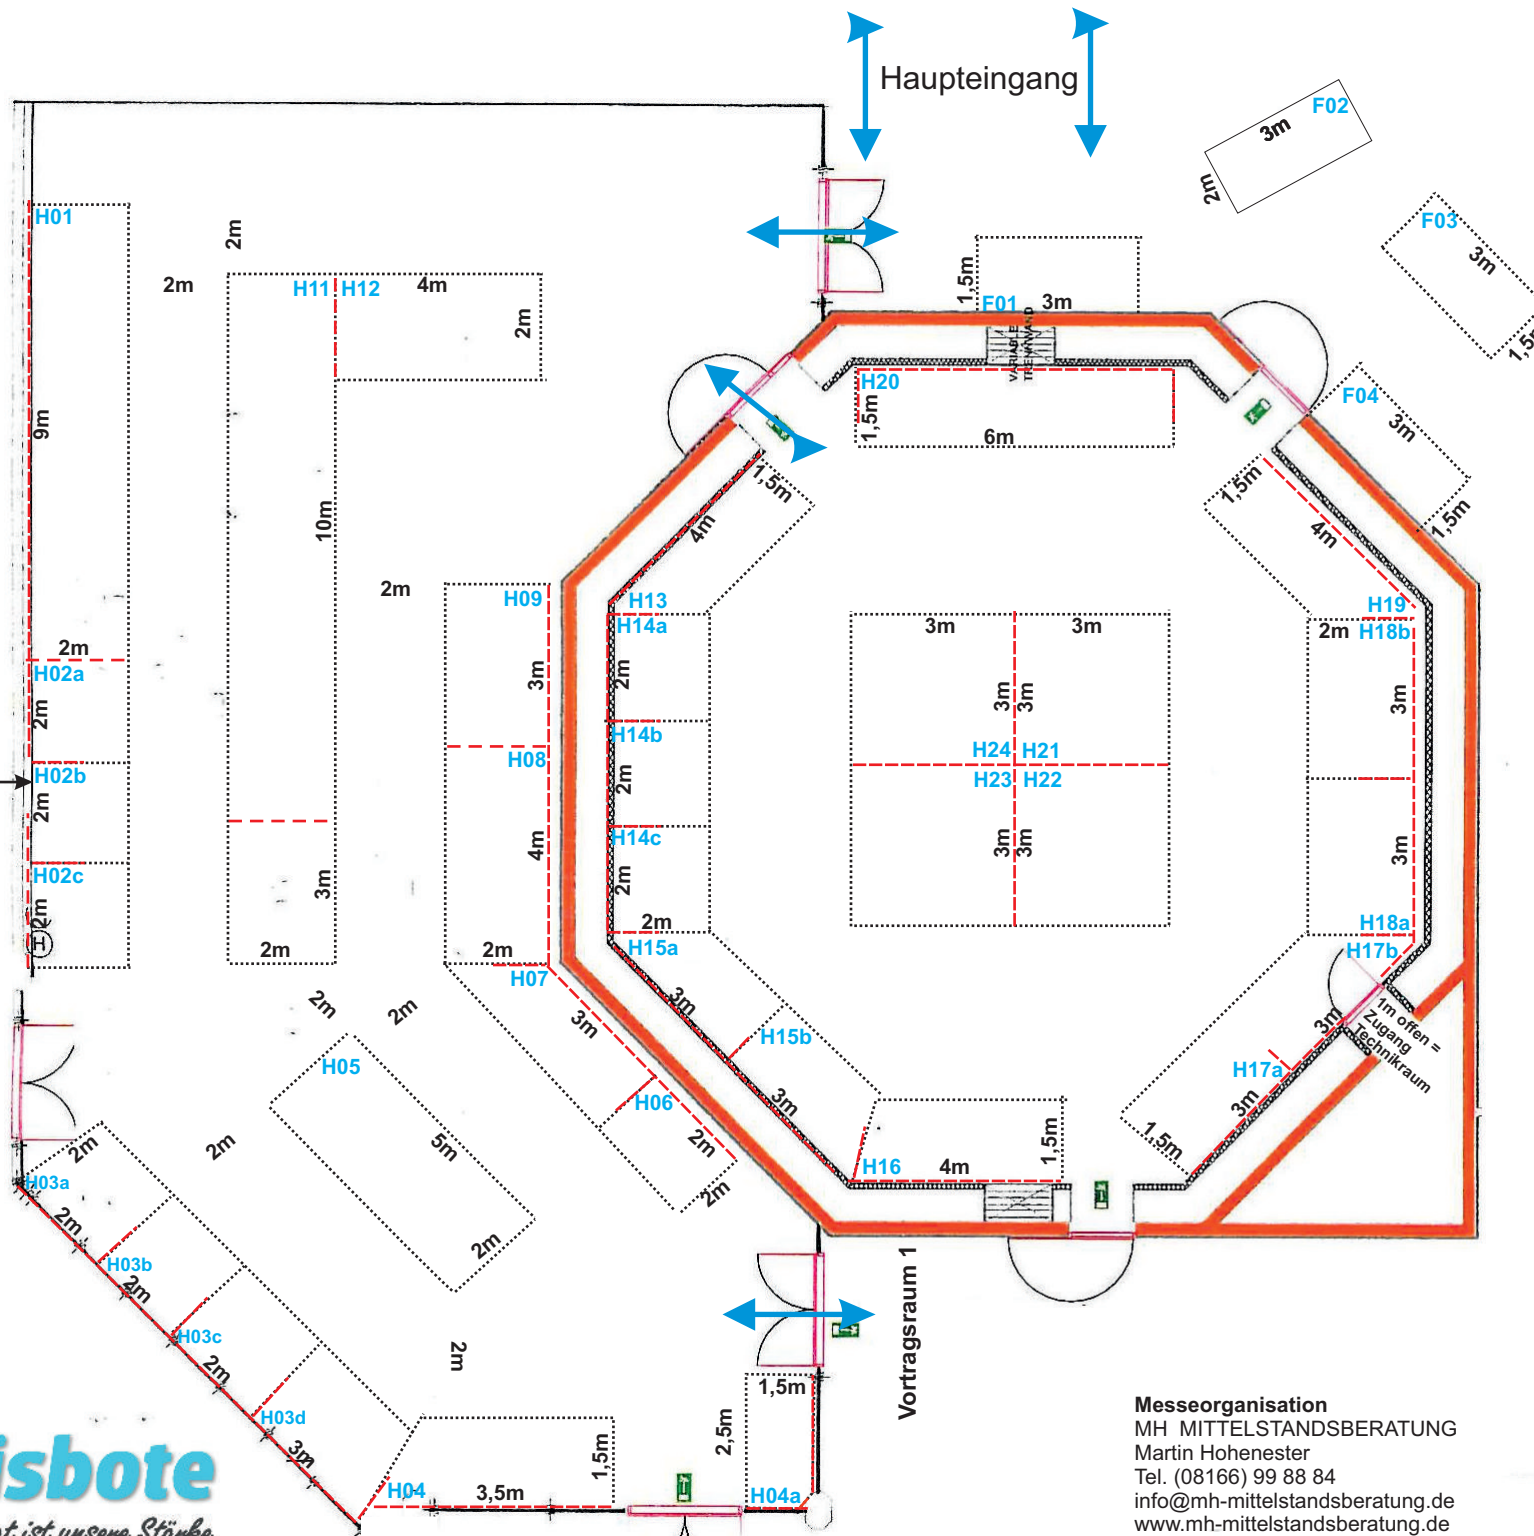 Haupteingang
F02
3m
2m
F03
3m
1,5m
H01
2m
2m
H11
H12
4m
2m
1,5m
F01
3m
VARIABLE
TRENNWAND
H20
1,5m
6m
F04
3m
1,5m
9m
10m
1,5m
4m
1,5m
4m
2m
H09
H13
H14a
3m
3m
H19
2m
H18b
2m
H02a
2m
3m
2m
3m
3m
3m
H14b
H24
H21
H08
H02b
2m
2m
H23
H22
H14c
4m
3m
3m
3m
H02c
2m
3m
2m
2m
H
2m
2m
H15a
H18a
H17b
H07
2m
2m
3m
3m
3m
1m offen =
Zugang
Technikraum
H15b
H05
H17a
H06
3m
3m
5m
2m
2m
2m
1,5m
1,5m
H03a
H16
4m
2m
2m
2m
H03b
2m
Vortragsraum 1
H03c
2m
2m
1,5m
H03d
2,5m
3m
1,5m
H04
3,5m
H04a
isbote
t ist unsere Stärke
Messeorganisation
MH MITTELSTANDSBERATUNG
Martin Hohenester
Tel. (08166) 99 88 84
info@mh-mittelstandsberatung.de
www.mh-mittelstandsberatung.de